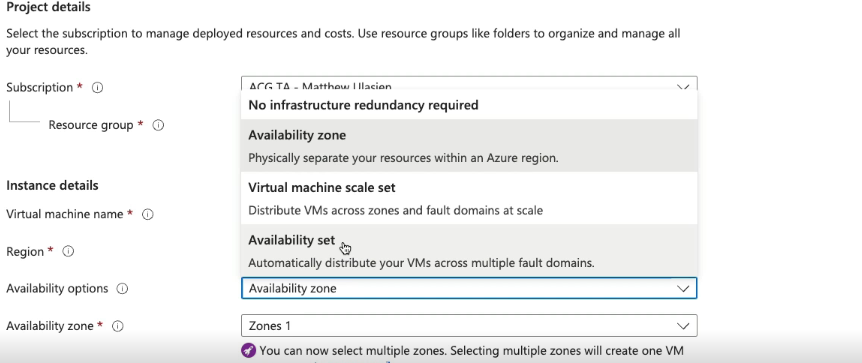 Project details
Select the subscription to manage deployed resources and costs. Use resource groups like folders to organize and manage all
your resources.
Subscription *
ACG TA - Matthew Ulasien
Resource group *
No infrastructure redundancy required
Availability zone
Physically separate your resources within an Azure region.
Virtual machine scale set
Distribute VMs across zones and fault domains at scale
Availability set
Automatically distribute your VMs across multiple fault domains.
Instance details
Virtual machine name *
Region *
Availability options
Availability zone
Availability zone *
Zones 1
You can now select multiple zones. Selecting multiple zones will create one VM